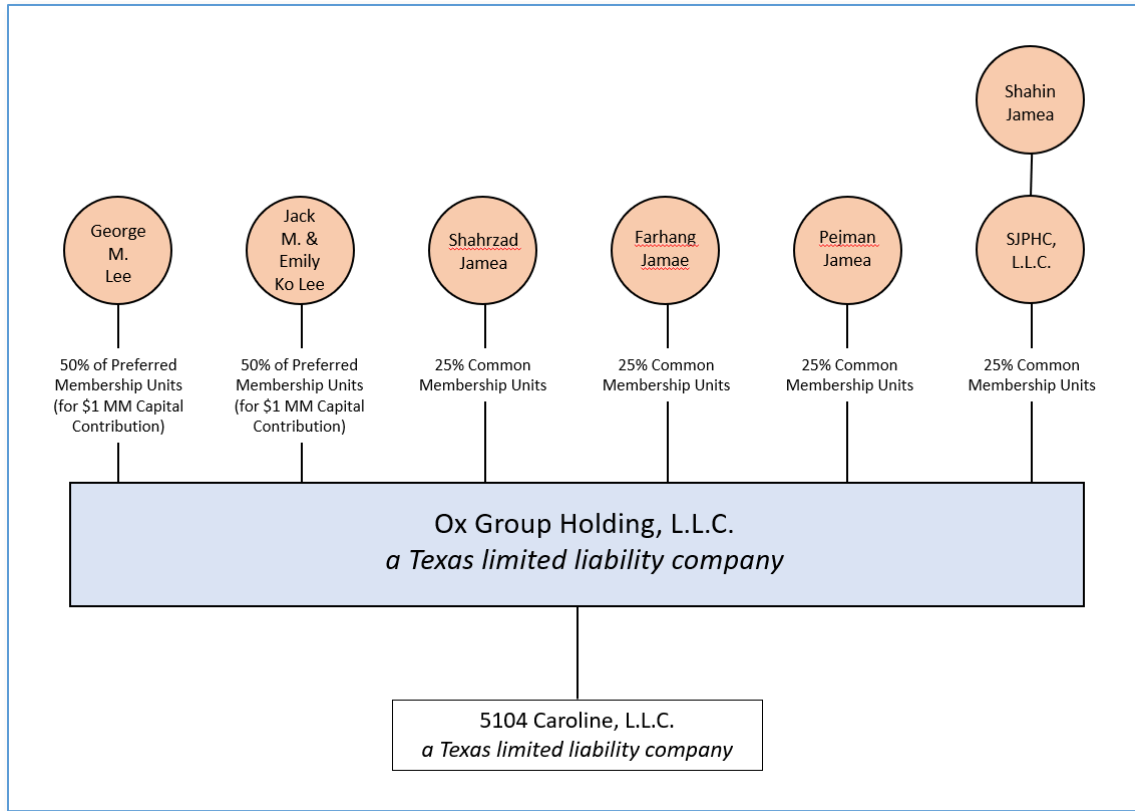 Shahin
Jamea
George
M.
Lee
Jack
M. &
Emily
Ko Lee
Shahrzad
Jamea
Farhang
Jamae
Pejman
Jamea
SJPHC,
L.L.C.
50% of Preferred
Membership Units
(for $1 MM Capital
Contribution)
50% of Preferred
Membership Units
(for $1 MM Capital
Contribution)
25% Common
Membership Units
25% Common
Membership Units
25% Common
Membership Units
25% Common
Membership Units
Ox Group Holding, L.L.C.
a Texas limited liability company
5104 Caroline, L.L.C.
a Texas limited liability company